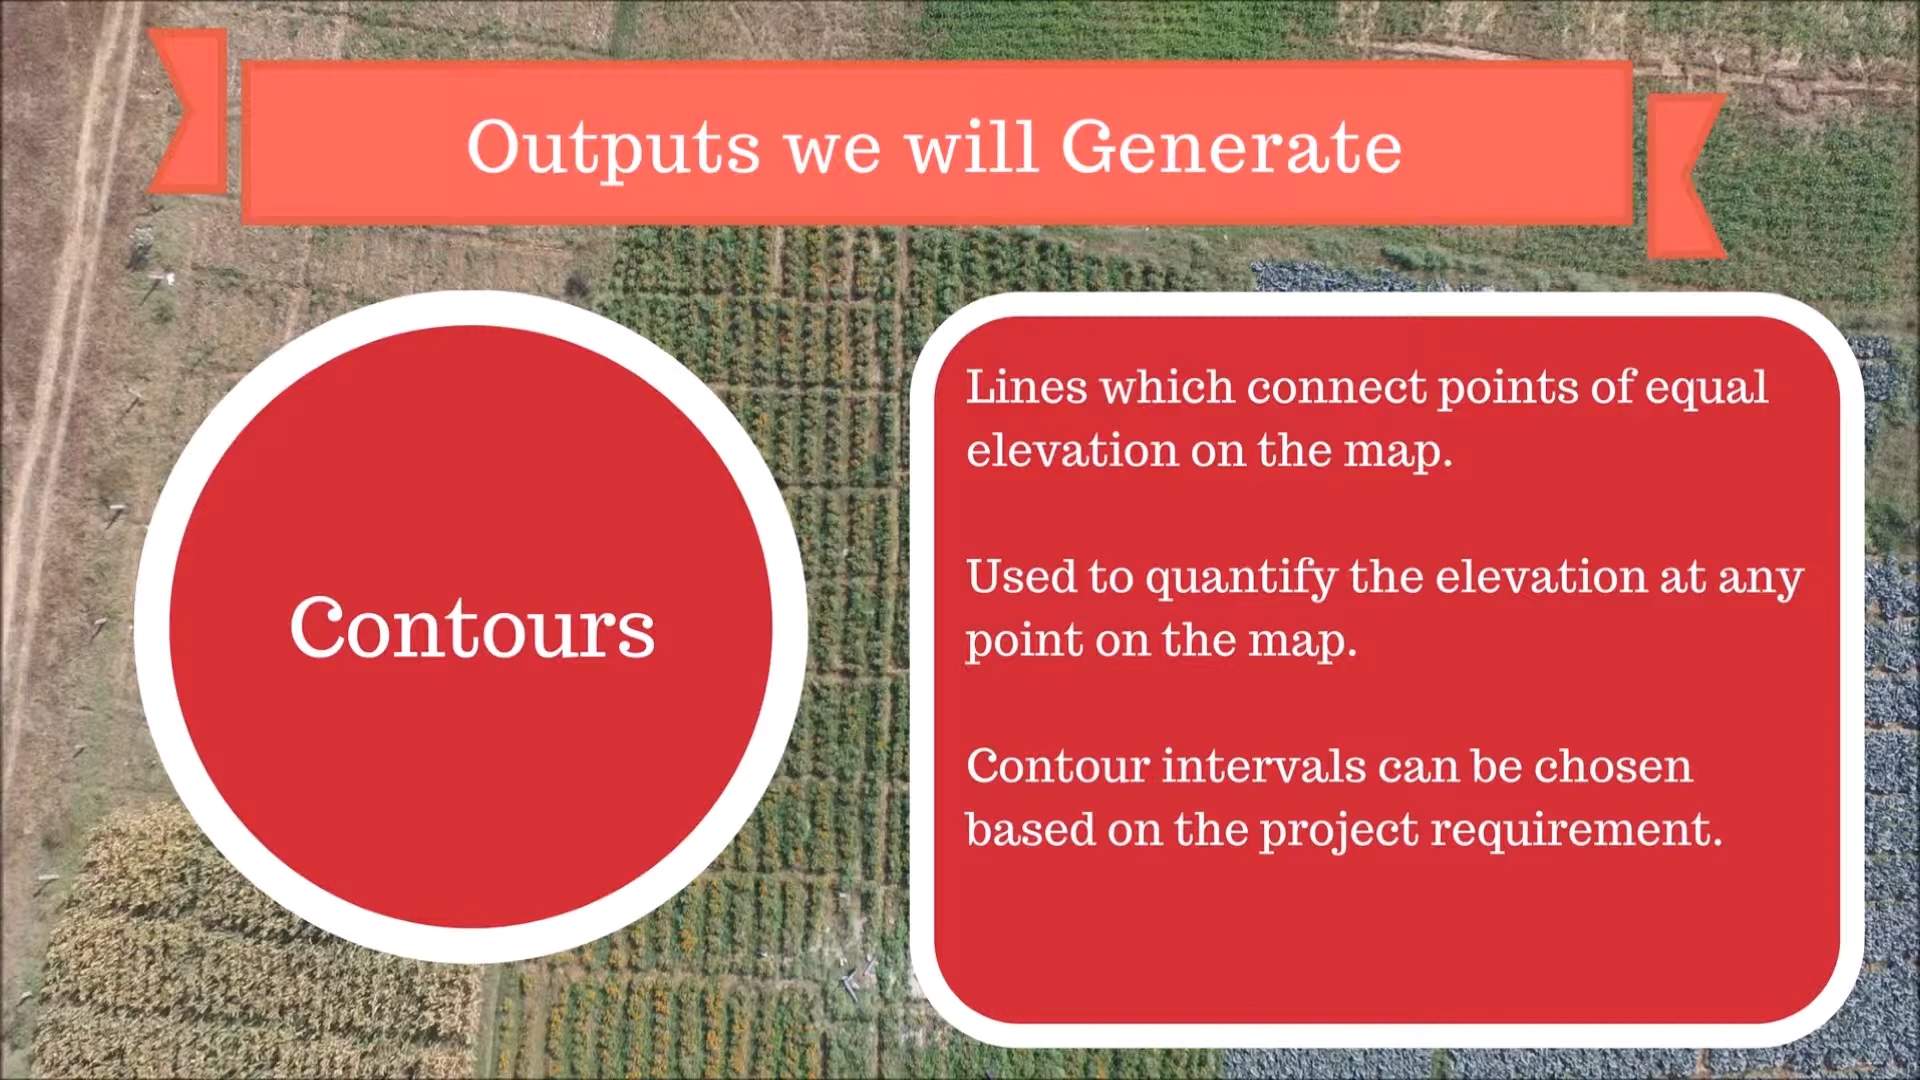 Outputs we will Generate
Contours
Lines which connect points of equal
elevation on the map.
Used to quantify the elevation at any
point on the map.
Contour intervals can be chosen
based on the project requirement.